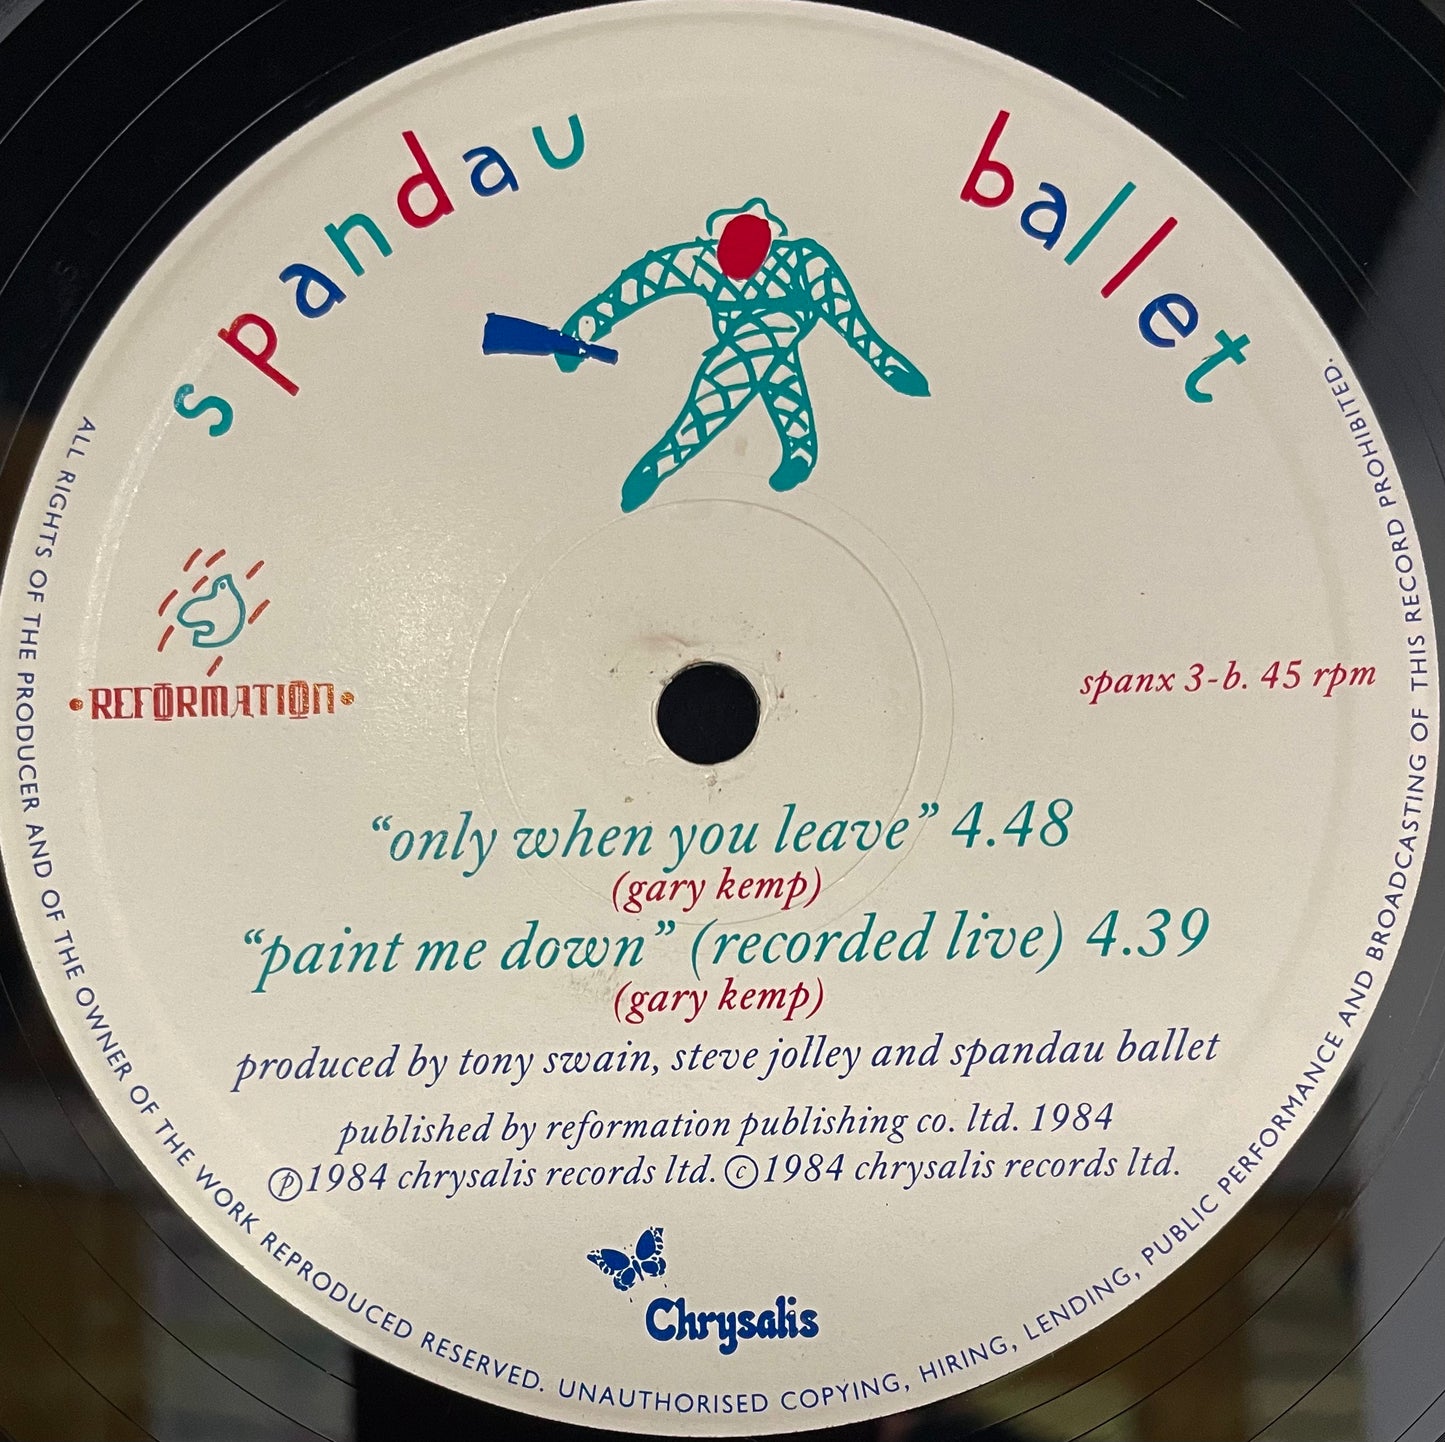 spandau ballet
REFORMATION
spanx 3-b. 45 rpm
“only when you leave” 4.48
(gary kemp)
“paint me down” (recorded live) 4.39
(gary kemp)
produced by tony swain, steve jolley and spandau ballet
published by reformation publishing co. ltd. 1984
℗1984 chrysalis records ltd. ©1984 chrysalis records ltd.
Chrysalis
ALL RIGHTS OF THE PRODUCER AND OF THE OWNER OF THE WORK REPRODUCED RESERVED. UNAUTHORISED COPYING, HIRING, LENDING, PUBLIC PERFORMANCE AND BROADCASTING OF THIS RECORD PROHIBITED.